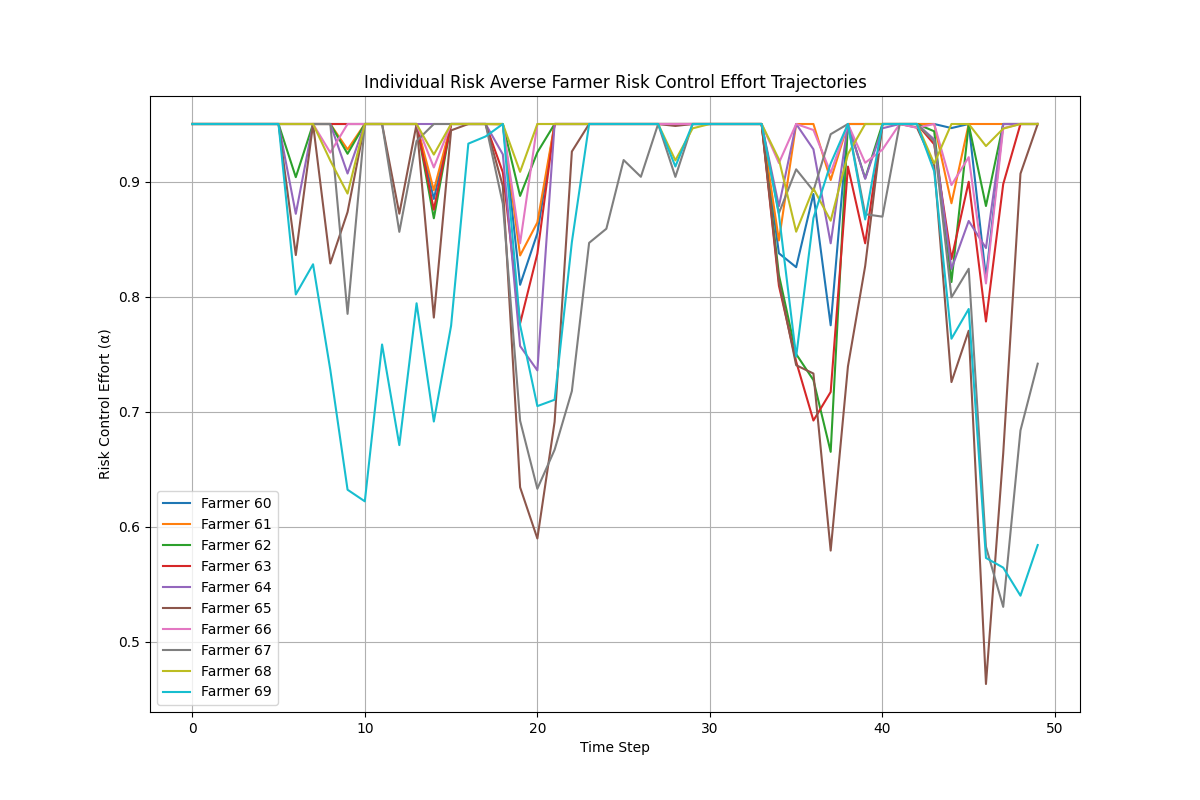 Individual Risk Averse Farmer Risk Control Effort Trajectories
Risk Control Effort (α)
0.9
0.8
0.7
0.6
0.5
Farmer 60
Farmer 61
Farmer 62
Farmer 63
Farmer 64
Farmer 65
Farmer 66
Farmer 67
Farmer 68
Farmer 69
0 10 20 30 40 50
Time Step